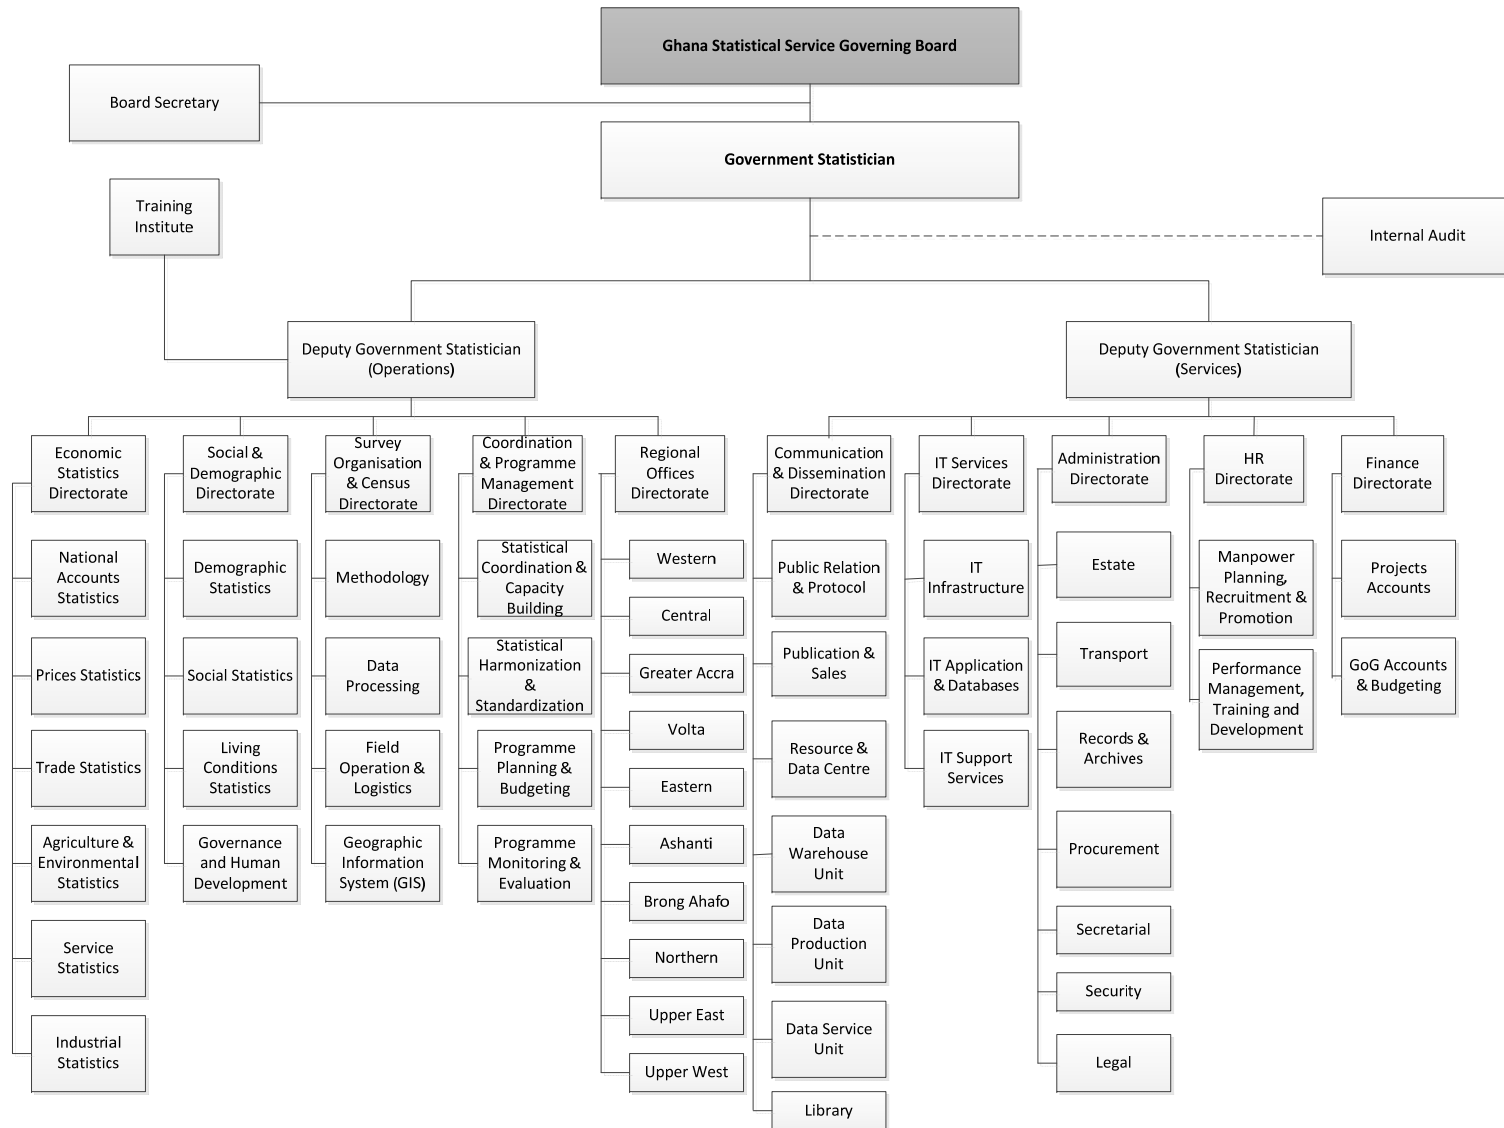 Ghana Statistical Service Governing Board
Board Secretary
Government Statistician
Training
Institute
Internal Audit
Deputy Government Statistician
(Operations)
Deputy Government Statistician
(Services)
Economic
Statistics
Directorate
National
Accounts
Statistics
Prices Statistics
Trade Statistics
Agriculture &
Environmental
Statistics
Service
Statistics
Industrial
Statistics
Social &
Demographic
Directorate
Demographic
Statistics
Social Statistics
Living
Conditions
Statistics
Governance
and Human
Development
Survey
Organisation
& Census
Directorate
Methodology
Data
Processing
Field
Operation &
Logistics
Geographic
Information
System (GIS)
Coordination
& Programme
Management
Directorate
Statistical
Coordination &
Capacity
Building
Statistical
Harmonization
&
Standardization
Programme
Planning &
Budgeting
Programme
Monitoring &
Evaluation
Regional
Offices
Directorate
Western
Central
Greater Accra
Volta
Eastern
Ashanti
Brong Ahafo
Northern
Upper East
Upper West
Communication
& Dissemination
Directorate
Public Relation
& Protocol
Publication &
Sales
Resource &
Data Centre
Data
Warehouse
Unit
Data
Production
Unit
Data Service
Unit
Library
IT Services
Directorate
IT
Infrastructure
IT Application
& Databases
IT Support
Services
Administration
Directorate
Estate
Transport
Records &
Archives
Procurement
Secretarial
Security
Legal
HR
Directorate
Manpower
Planning,
Recruitment &
Promotion
Performance
Management,
Training and
Development
Finance
Directorate
Projects
Accounts
GoG Accounts
& Budgeting